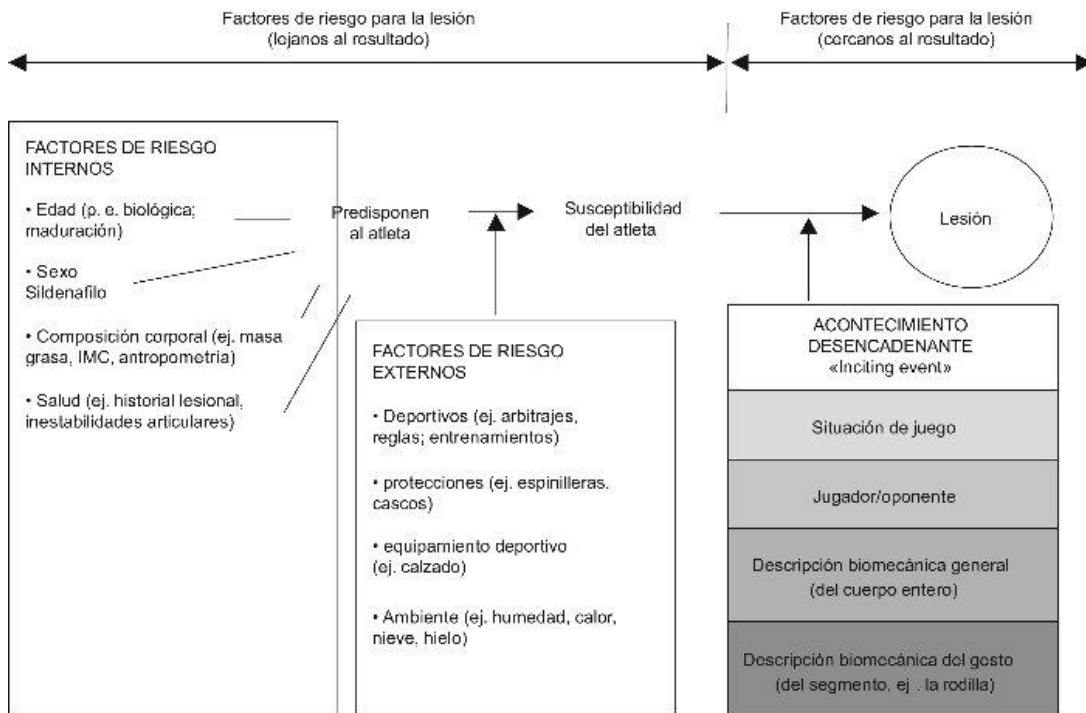 Factores de riesgo para la lesión
(lejanos al resultado)
Factores de riesgo para la lesión
(cercanos al resultado)
FACTORES DE RIESGO
INTERNOS
• Edad (p. e. biológica;
maduración)
• Sexo
Sildenafilo
• Composición corporal (ej. masa
grasa, IMC, antropometría)
• Salud (ej. historial lesional,
inestabilidades articulares)
Predisponen
al atleta
Susceptibilidad
del atleta
Lesión
FACTORES DE RIESGO
EXTERNOS
• Deportivos (ej. arbitrajes,
reglas; entrenamientos)
• protecciones (ej. espinilleras.
cascos)
• equipamiento deportivo
(ej. calzado)
• Ambiente (ej. humedad, calor,
nieve, hielo)
ACONTECIMIENTO
DESENCADENANTE
«Inciting event»
Situación de juego
Jugador/oponente
Descripción biomecánica general
(del cuerpo entero)
Descripción biomecánica del gesto
(del segmento, ej . la rodilla)